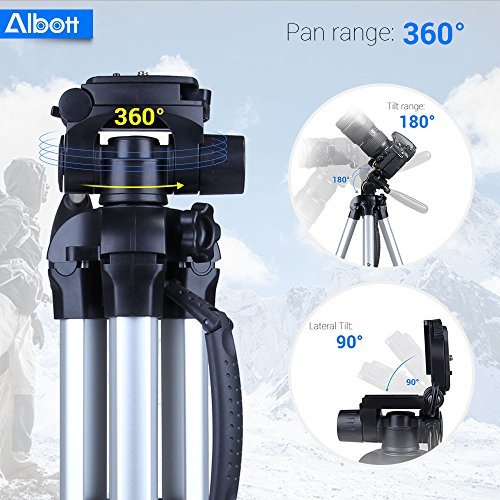 Albott
Pan range: 360°
360°
Tilt range:
180°
180°
Lateral Tilt:
90°
90°